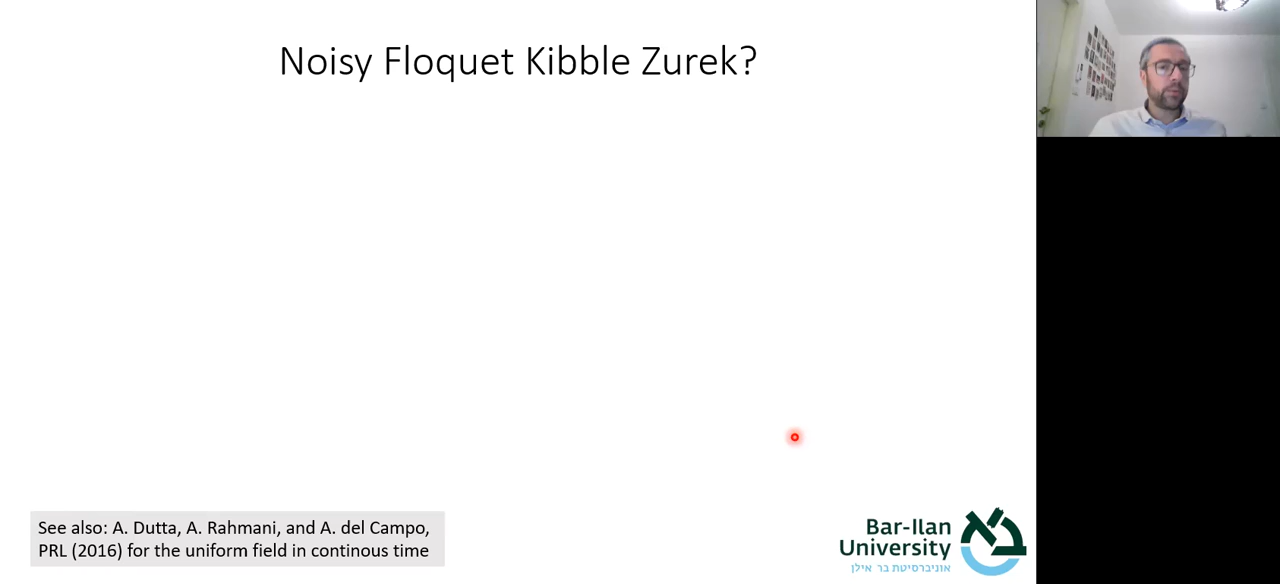 Noisy Floquet Kibble Zurek?
See also: A. Dutta, A. Rahmani, and A. del Campo,
PRL (2016) for the uniform field in continous time
Bar-Ilan
University
אוניברסיטת בר אילן